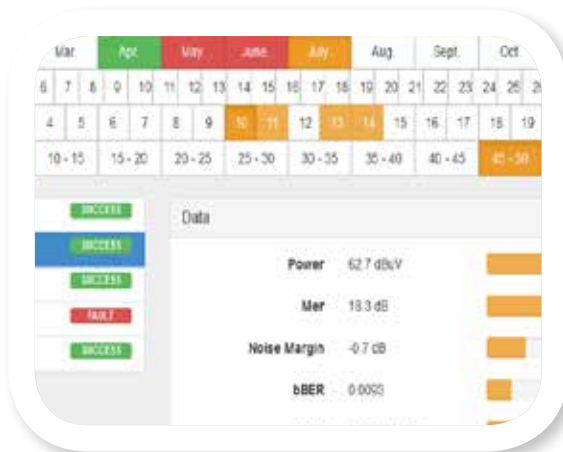 Mar. Apr. May. June. July. Aug. Sept. Oct.
6 7 8 9 10 11 12 13 14 15 16 17 18 19 20 21 22 23 24 25
4 5 6 7 8 9 10 11 12 13 14 15 16 17 18 19
10 - 15 15 - 20 20 - 25 25 - 30 30 - 35 35 - 40 40 - 45 45 - 50
SUCCESS
SUCCESS
SUCCESS
FAULT
SUCCESS
Data
Power 62.7 dBuV
Mer 18.3 dB
Noise Margin -0.7 dB
bBER 0.0093